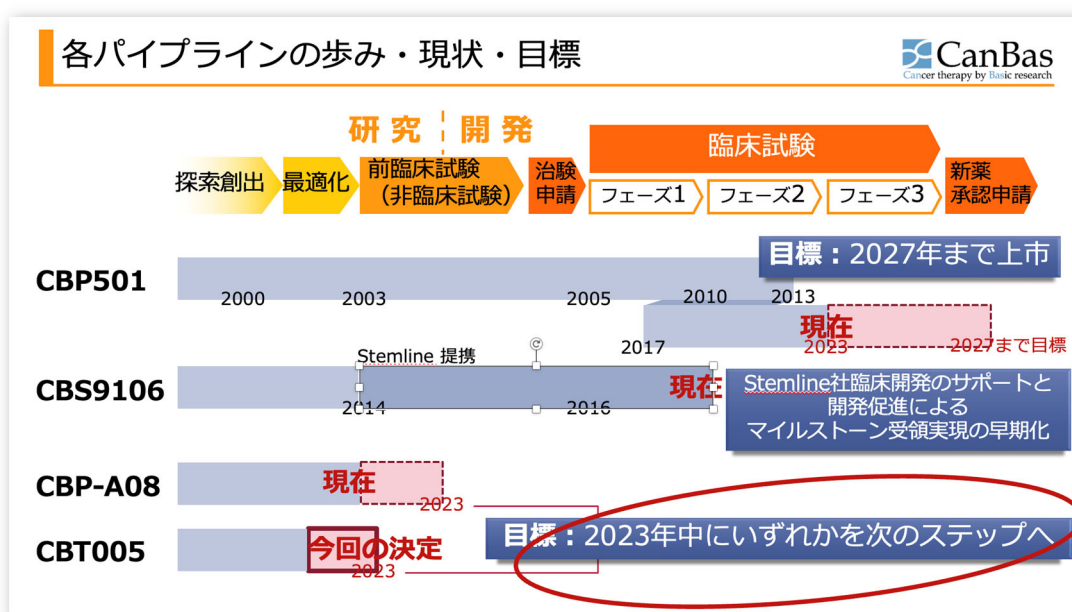 各パイプラインの歩み・現状・目標
CanBas
Cancer therapy by Basic research
研究 開発
探索創出
最適化
前臨床試験
(非臨床試験)
治験
申請
臨床試験
フェーズ1
フェーズ2
フェーズ3
新薬
承認申請
CBP501
目標：2027年まで上市
2000
2003
2005
2010
2013
現在
2017
2023
2027まで目標
Stemline 提携
CBS9106
現在
2014
2016
Stemline社臨床開発のサポートと
開発促進による
マイルストーン受領実現の早期化
CBP-A08
現在
2023
目標：2023年中にいずれかを次のステップへ
CBT005
今回の決定
2023